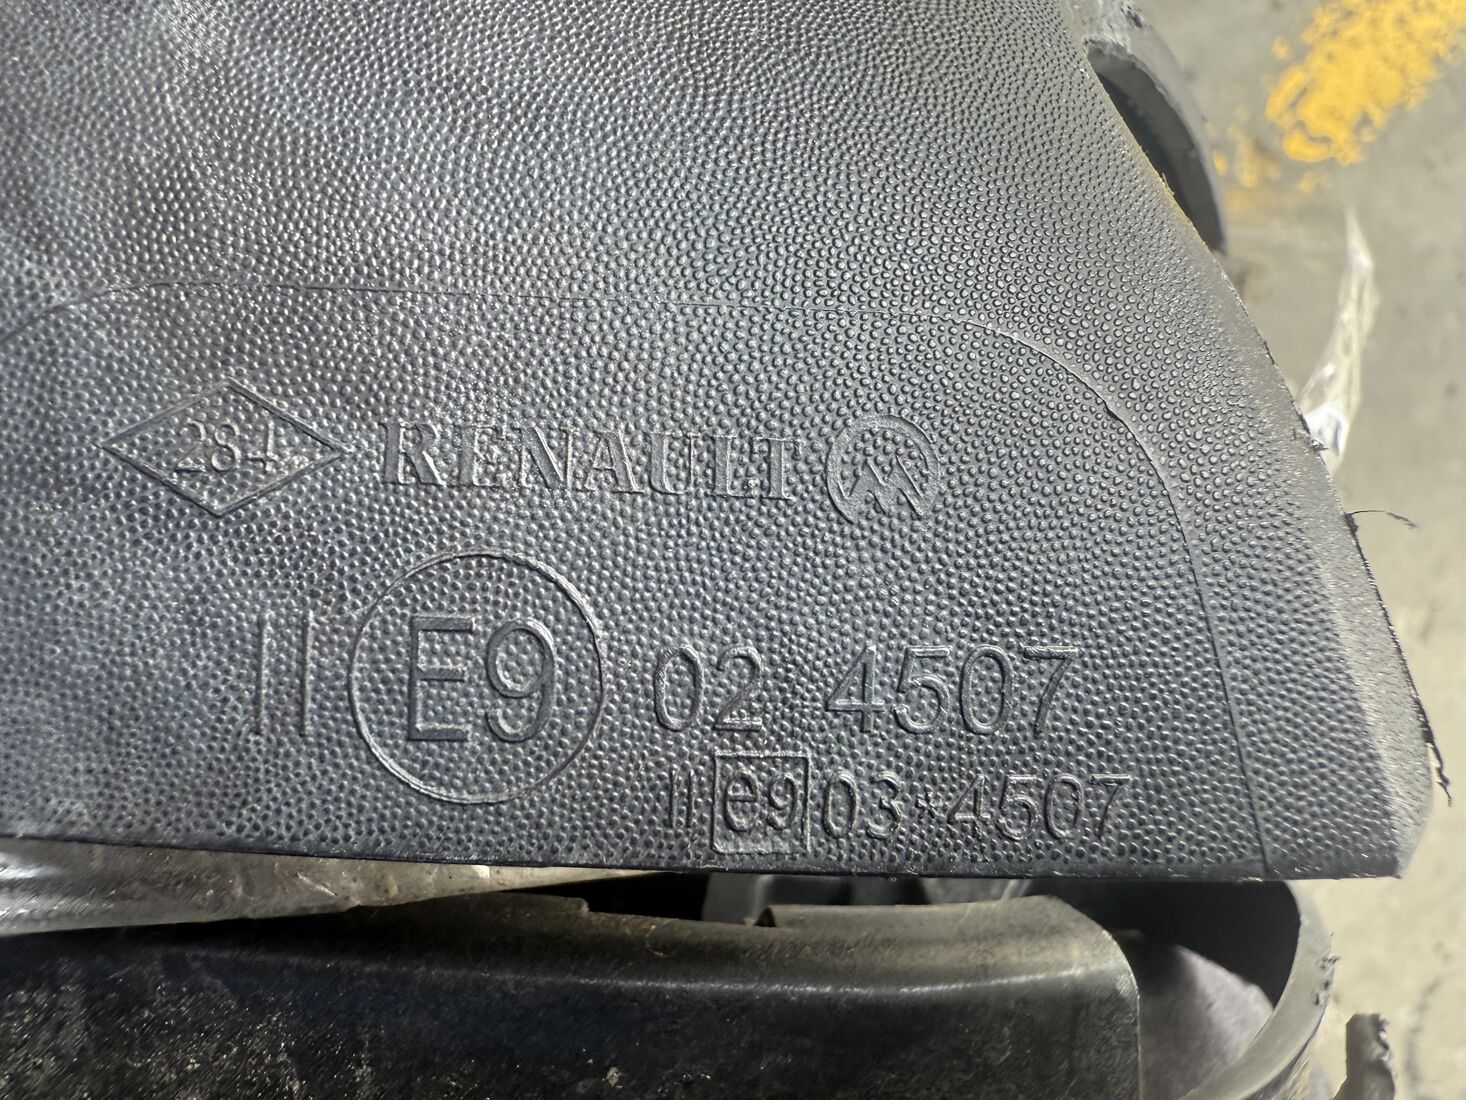 284 RENAULT M
II E9 02 4507
II e9 03*4507